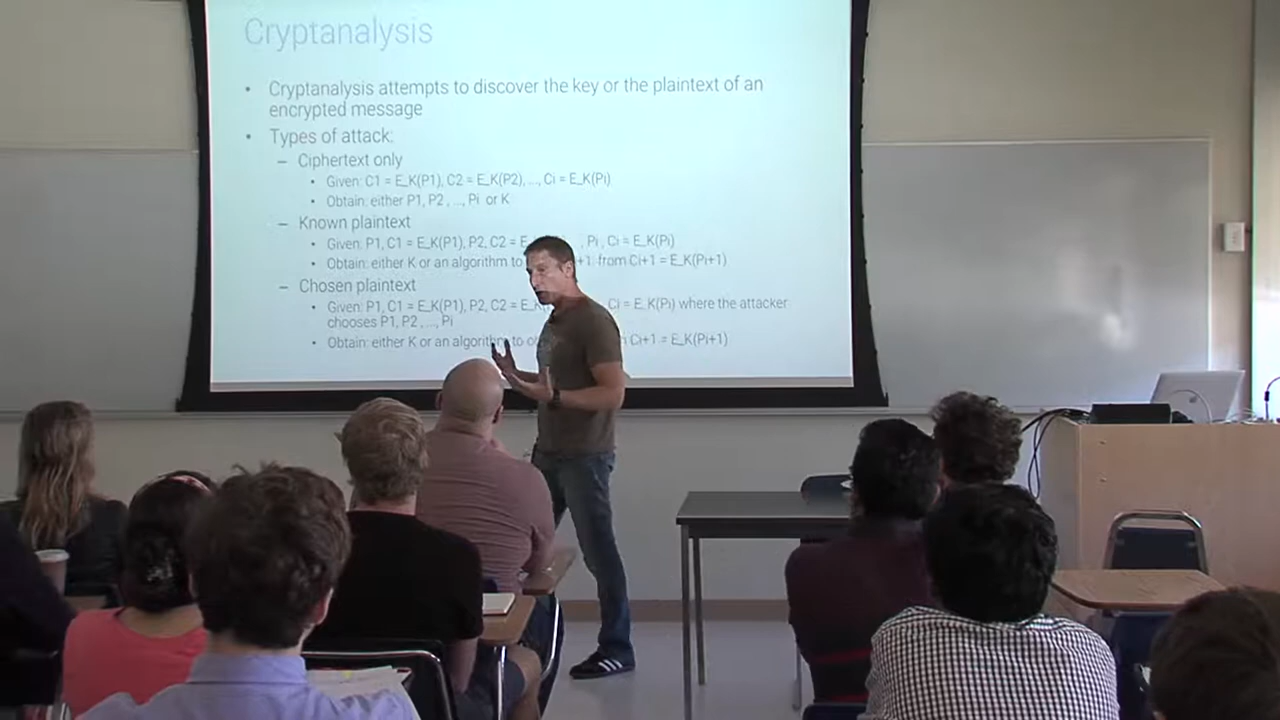 Cryptanalysis
• Cryptanalysis attempts to discover the key or the plaintext of an
encrypted message
• Types of attack:
– Ciphertext only
• Given: C1 = E_K(P1), C2 = E_K(P2), ..., Ci = E_K(Pi)
• Obtain: either P1, P2 , ..., Pi or K
– Known plaintext
• Given: P1, C1 = E_K(P1), P2, C2 = E_ , Pi , Ci = E_K(Pi)
• Obtain: either K or an algorithm to +1 from Ci+1 = E_K(Pi+1)
– Chosen plaintext
• Given: P1, C1 = E_K(P1), P2, C2 = E_K Ci = E_K(Pi) where the attacker
chooses P1, P2 , ..., Pi
• Obtain: either K or an algorithm to Ci+1 = E_K(Pi+1)